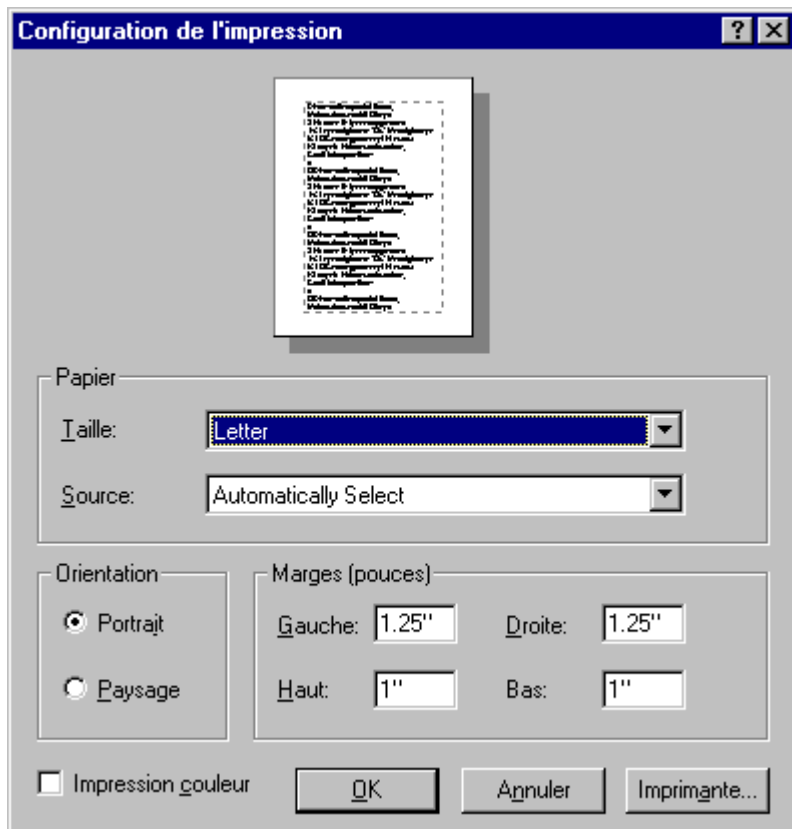 Configuration de l'impression
Papier
Taille: Letter
Source: Automatically Select
Orientation
Portrait
Paysage
Marges (pouces)
Gauche: 1.25" Droite: 1.25"
Haut: 1" Bas: 1"
Impression couleur
OK Annuler Imprimante...